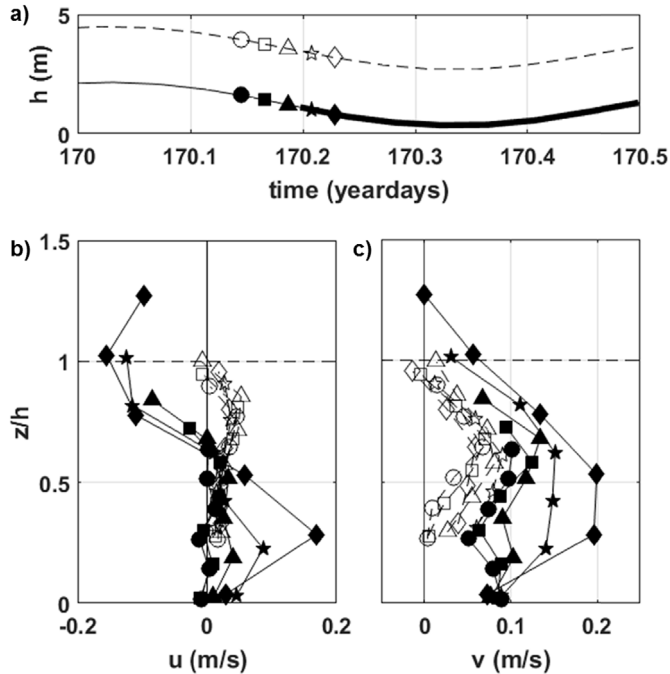 a)
5
h (m)
0
170 170.1 170.2 170.3 170.4 170.5
time (yeardays)
b)
c)
1.5
1
z/h
0.5
0
-0.2 0 0.2
u (m/s)
0 0.1 0.2
v (m/s)